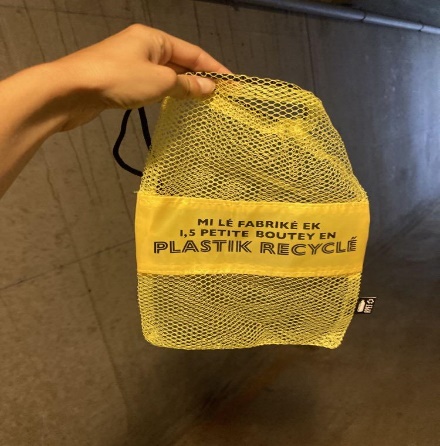 MI LÉ FABRIKÉ EK
1,5 PETITE BOUTEY EN
PLASTIK RECYCLÉ